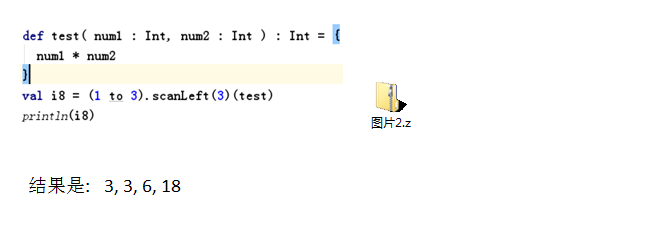 def test( num1 : Int, num2 : Int ) : Int = {
num1 * num2
}
val i8 = (1 to 3).scanLeft(3)(test)
println(i8)
图片2.z
结果是: 3, 3, 6, 18